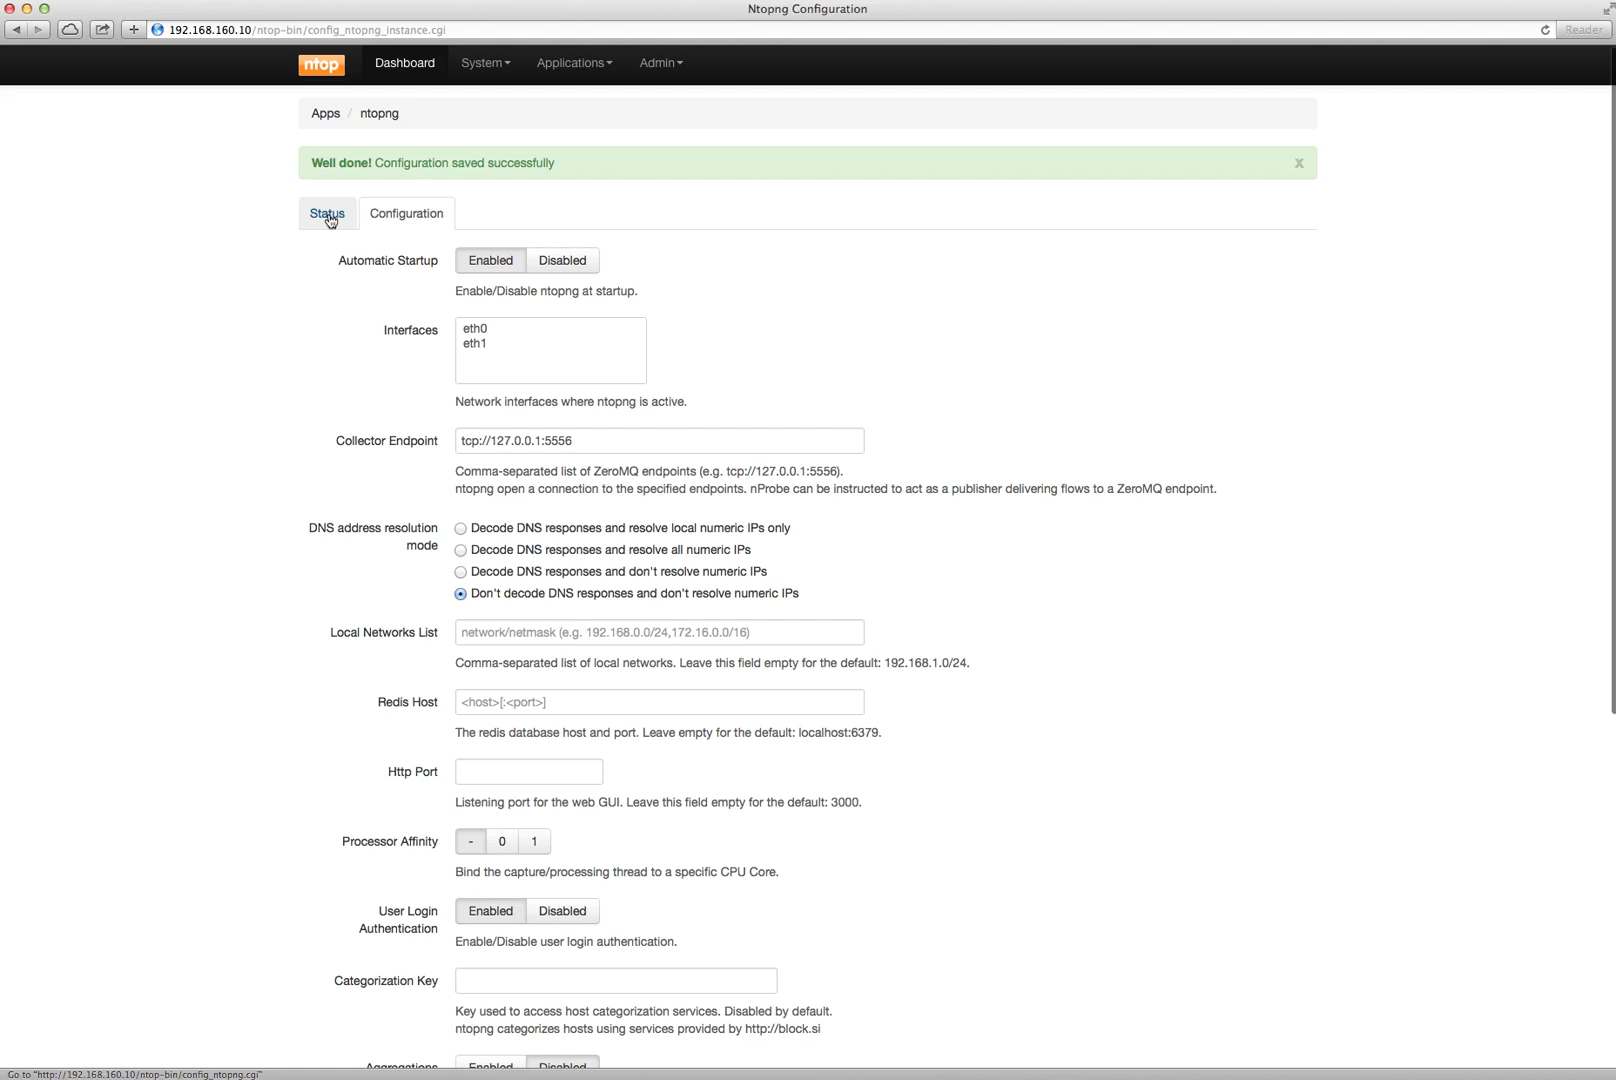 Ntopng Configuration
192.168.160.10/ntop-bin/config_ntopng_instance.cgi
Reader
ntop
Dashboard
System
Applications
Admin
Apps / ntopng
Well done! Configuration saved successfully
x
Status
Configuration
Automatic Startup
Enabled
Disabled
Enable/Disable ntopng at startup.
Interfaces
eth0
eth1
Network interfaces where ntopng is active.
Collector Endpoint
tcp://127.0.0.1:5556
Comma-separated list of ZeroMQ endpoints (e.g. tcp://127.0.0.1:5556).
ntopng open a connection to the specified endpoints. nProbe can be instructed to act as a publisher delivering flows to a ZeroMQ endpoint.
DNS address resolution
mode
Decode DNS responses and resolve local numeric IPs only
Decode DNS responses and resolve all numeric IPs
Decode DNS responses and don't resolve numeric IPs
Don't decode DNS responses and don't resolve numeric IPs
Local Networks List
network/netmask (e.g. 192.168.0.0/24,172.16.0.0/16)
Comma-separated list of local networks. Leave this field empty for the default: 192.168.1.0/24.
Redis Host
<host>[:<port>]
The redis database host and port. Leave empty for the default: localhost:6379.
Http Port
Listening port for the web GUI. Leave this field empty for the default: 3000.
Processor Affinity
-
0
1
Bind the capture/processing thread to a specific CPU Core.
User Login
Authentication
Enabled
Disabled
Enable/Disable user login authentication.
Categorization Key
Key used to access host categorization services. Disabled by default.
ntopng categorizes hosts using services provided by http://block.si
Aggregations
Enabled
Disabled
Go to "http://192.168.160.10/ntop-bin/config_ntopng.cgi"